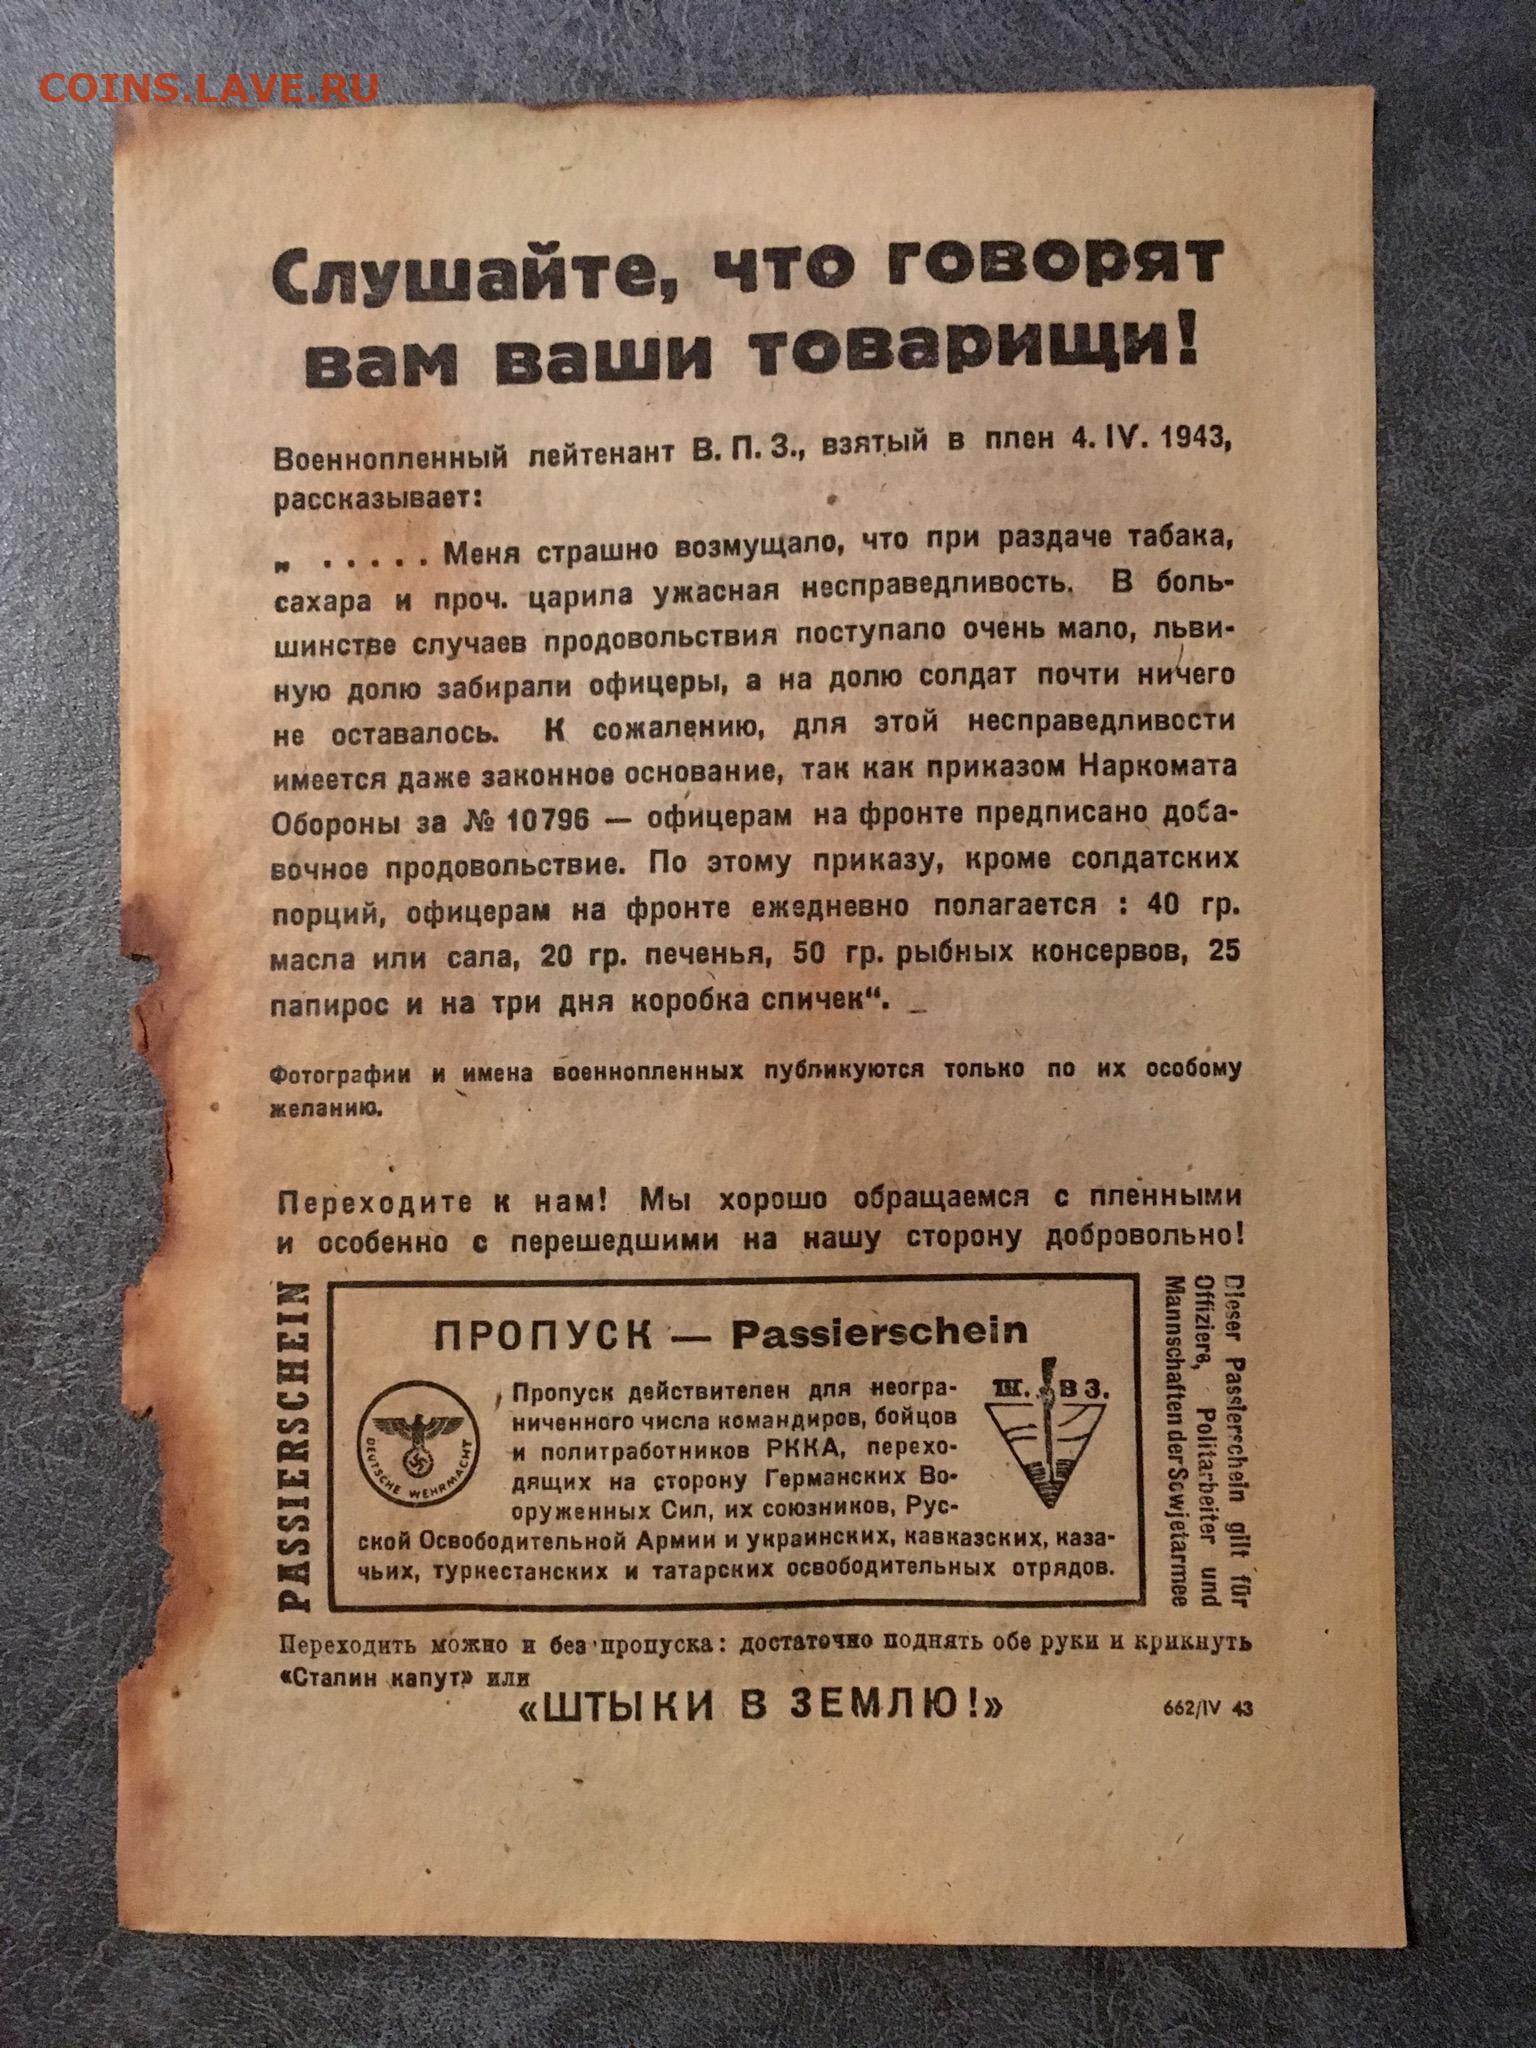 COINS.LAVE.RU
Слушайте, что говорят
вам ваши товарищи!
Военнопленный лейтенант В. П. З., взятый в плен 4. IV. 1943,
рассказывает:
„ . . . . . Меня страшно возмущало, что при раздаче табака,
сахара и проч. царила ужасная несправедливость. В боль-
шинстве случаев продовольствия поступало очень мало, льви-
ную долю забирали офицеры, а на долю солдат почти ничего
не оставалось. К сожалению, для этой несправедливости
имеется даже законное основание, так как приказом Наркомата
Обороны за № 10796 — офицерам на фронте предписано доба-
вочное продовольствие. По этому приказу, кроме солдатских
порций, офицерам на фронте ежедневно полагается : 40 гр.
масла или сала, 20 гр. печенья, 50 гр. рыбных консервов, 25
папирос и на три дня коробка спичек“. _
Фотографии и имена военнопленных публикуются только по их особому
желанию.
Переходите к нам! Мы хорошо обращаемся с пленными
и особенно с перешедшими на нашу сторону добровольно!
PASSIERSCHEIN
ПРОПУСК — Passierschein
DEUTSCHE WEHRMACHT
Пропуск действителен для неогра-
ниченного числа командиров, бойцов
и политработников РККА, перехо-
дящих на сторону Германских Во-
оруженных Сил, их союзников, Рус-
ской Освободительной Армии и украинских, кавказских, каза-
чьих, туркестанских и татарских освободительных отрядов.
Ш. В З.
Dieser Passierschein gilt für
Offiziere, Politarbeiter und
Mannschaften der Sowjetarmee
Переходить можно и без пропуска: достаточно поднять обе руки и крикнуть
«Сталин капут» или
«ШТЫКИ В ЗЕМЛЮ!»
662/IV 43